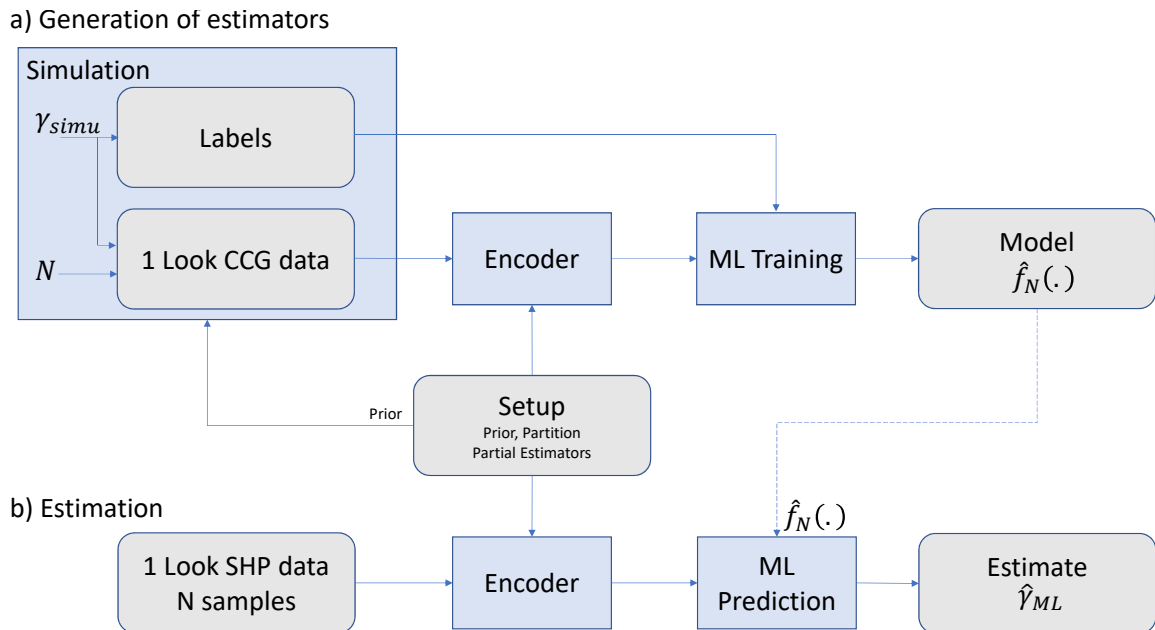 a) Generation of estimators
Simulation
γ_simu
Labels
N
1 Look CCG data
Encoder
ML Training
Model
f̂_N(.)
Prior
Setup
Prior, Partition
Partial Estimators
b) Estimation
f̂_N(.)
1 Look SHP data
N samples
Encoder
ML
Prediction
Estimate
γ̂_ML